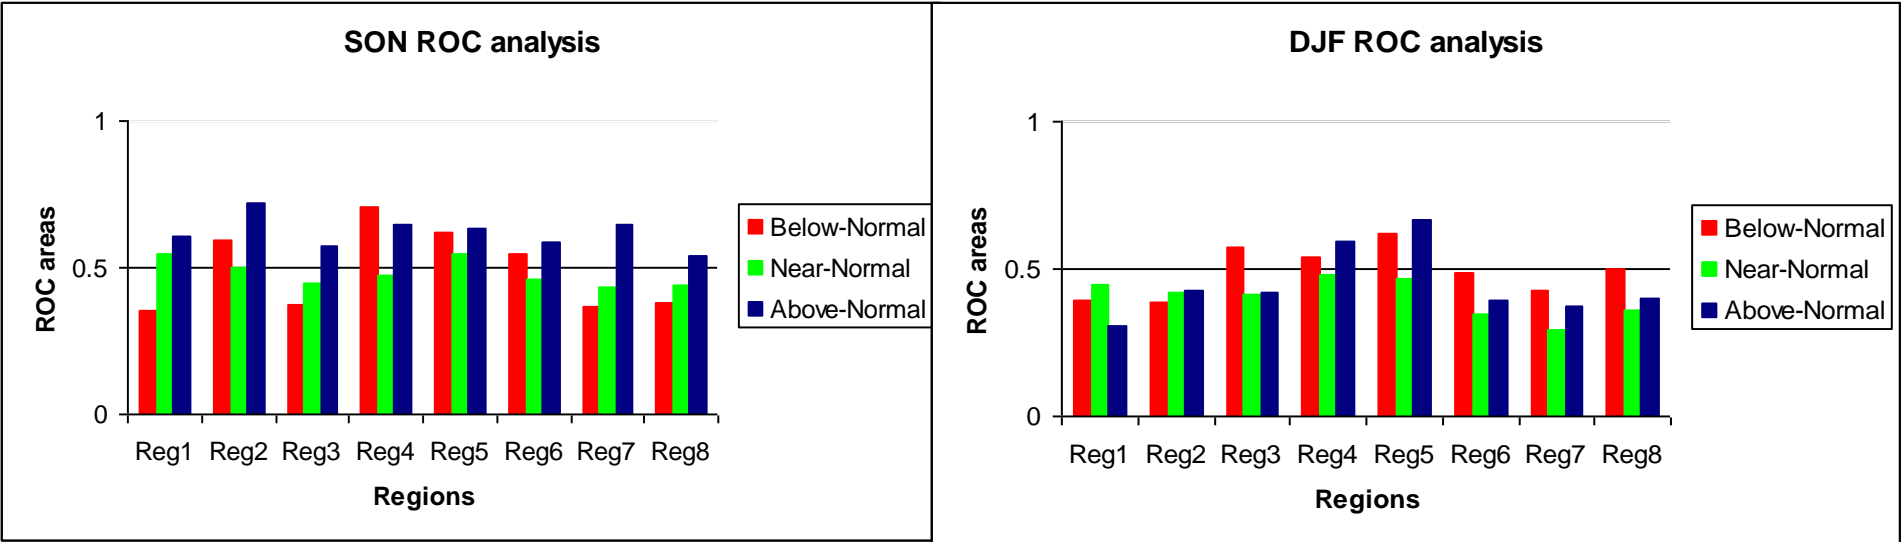 SON ROC analysis
1
0.5
0
ROC areas
Reg1 Reg2 Reg3 Reg4 Reg5 Reg6 Reg7 Reg8
Regions
Below-Normal
Near-Normal
Above-Normal
DJF ROC analysis
1
0.5
0
ROC areas
Reg1 Reg2 Reg3 Reg4 Reg5 Reg6 Reg7 Reg8
Regions
Below-Normal
Near-Normal
Above-Normal